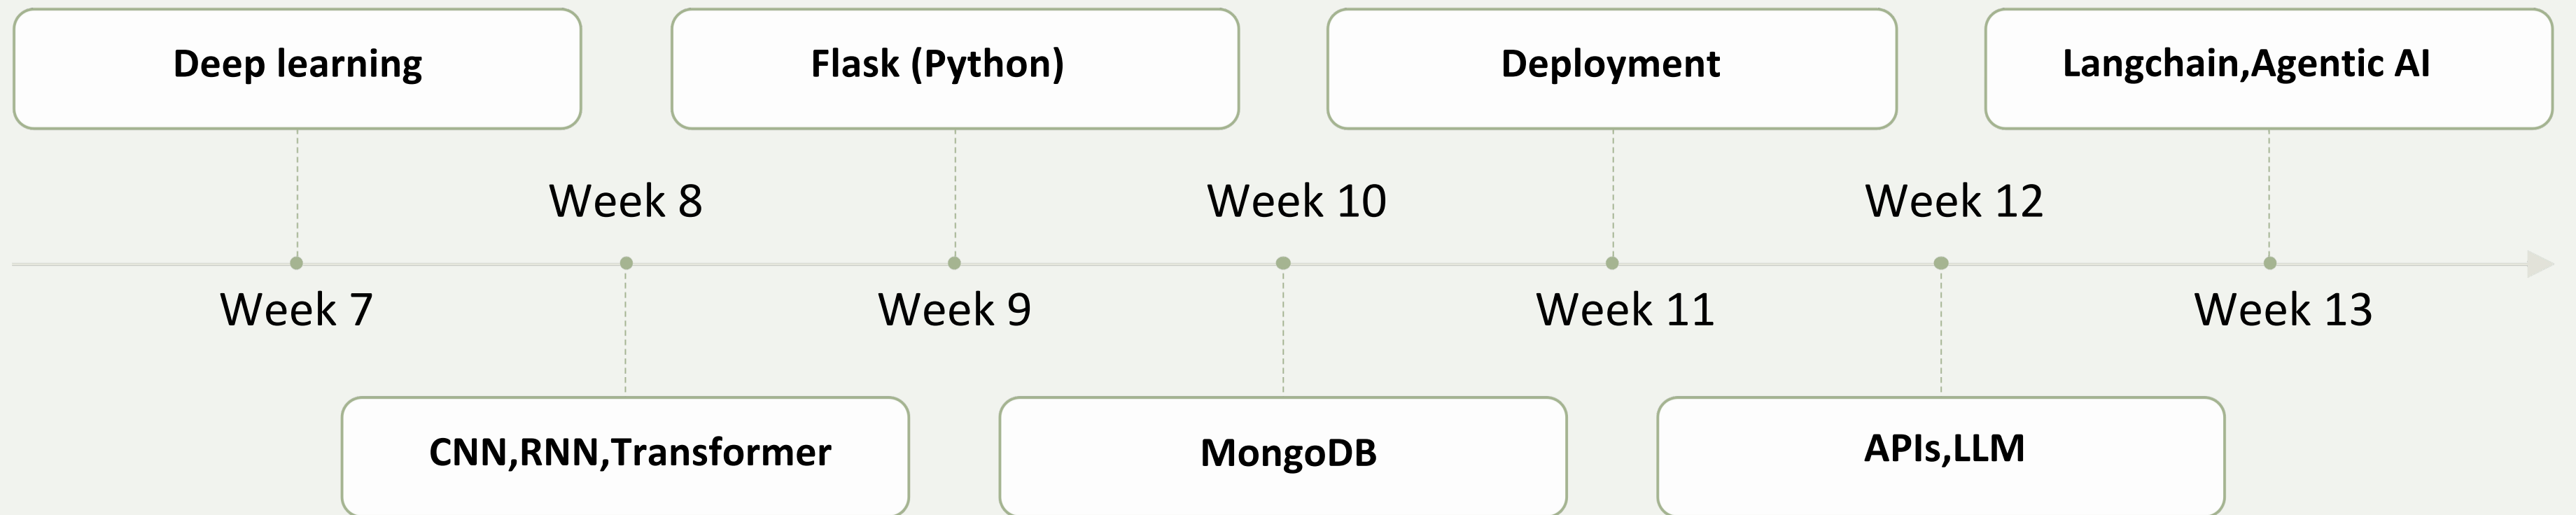 Deep learning
Flask (Python)
Deployment
Langchain,Agentic AI
Week 8
Week 10
Week 12
Week 7
Week 9
Week 11
Week 13
CNN,RNN,Transformer
MongoDB
APIs,LLM